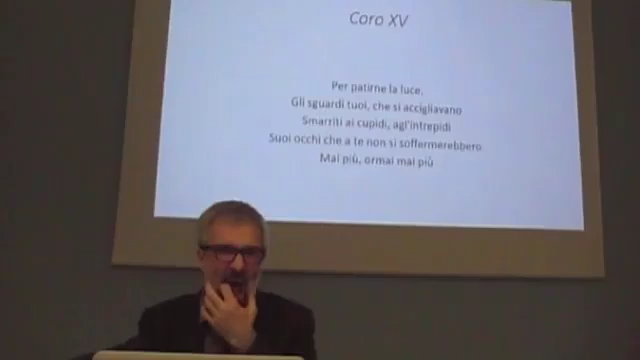 Coro XV
Per patirne la luce,
Gli sguardi tuoi, che si accigliavano
Smarriti ai cupidi, agl'intrepidi
Suoi occhi che a te non si soffermerebbero
Mai più, ormai mai più